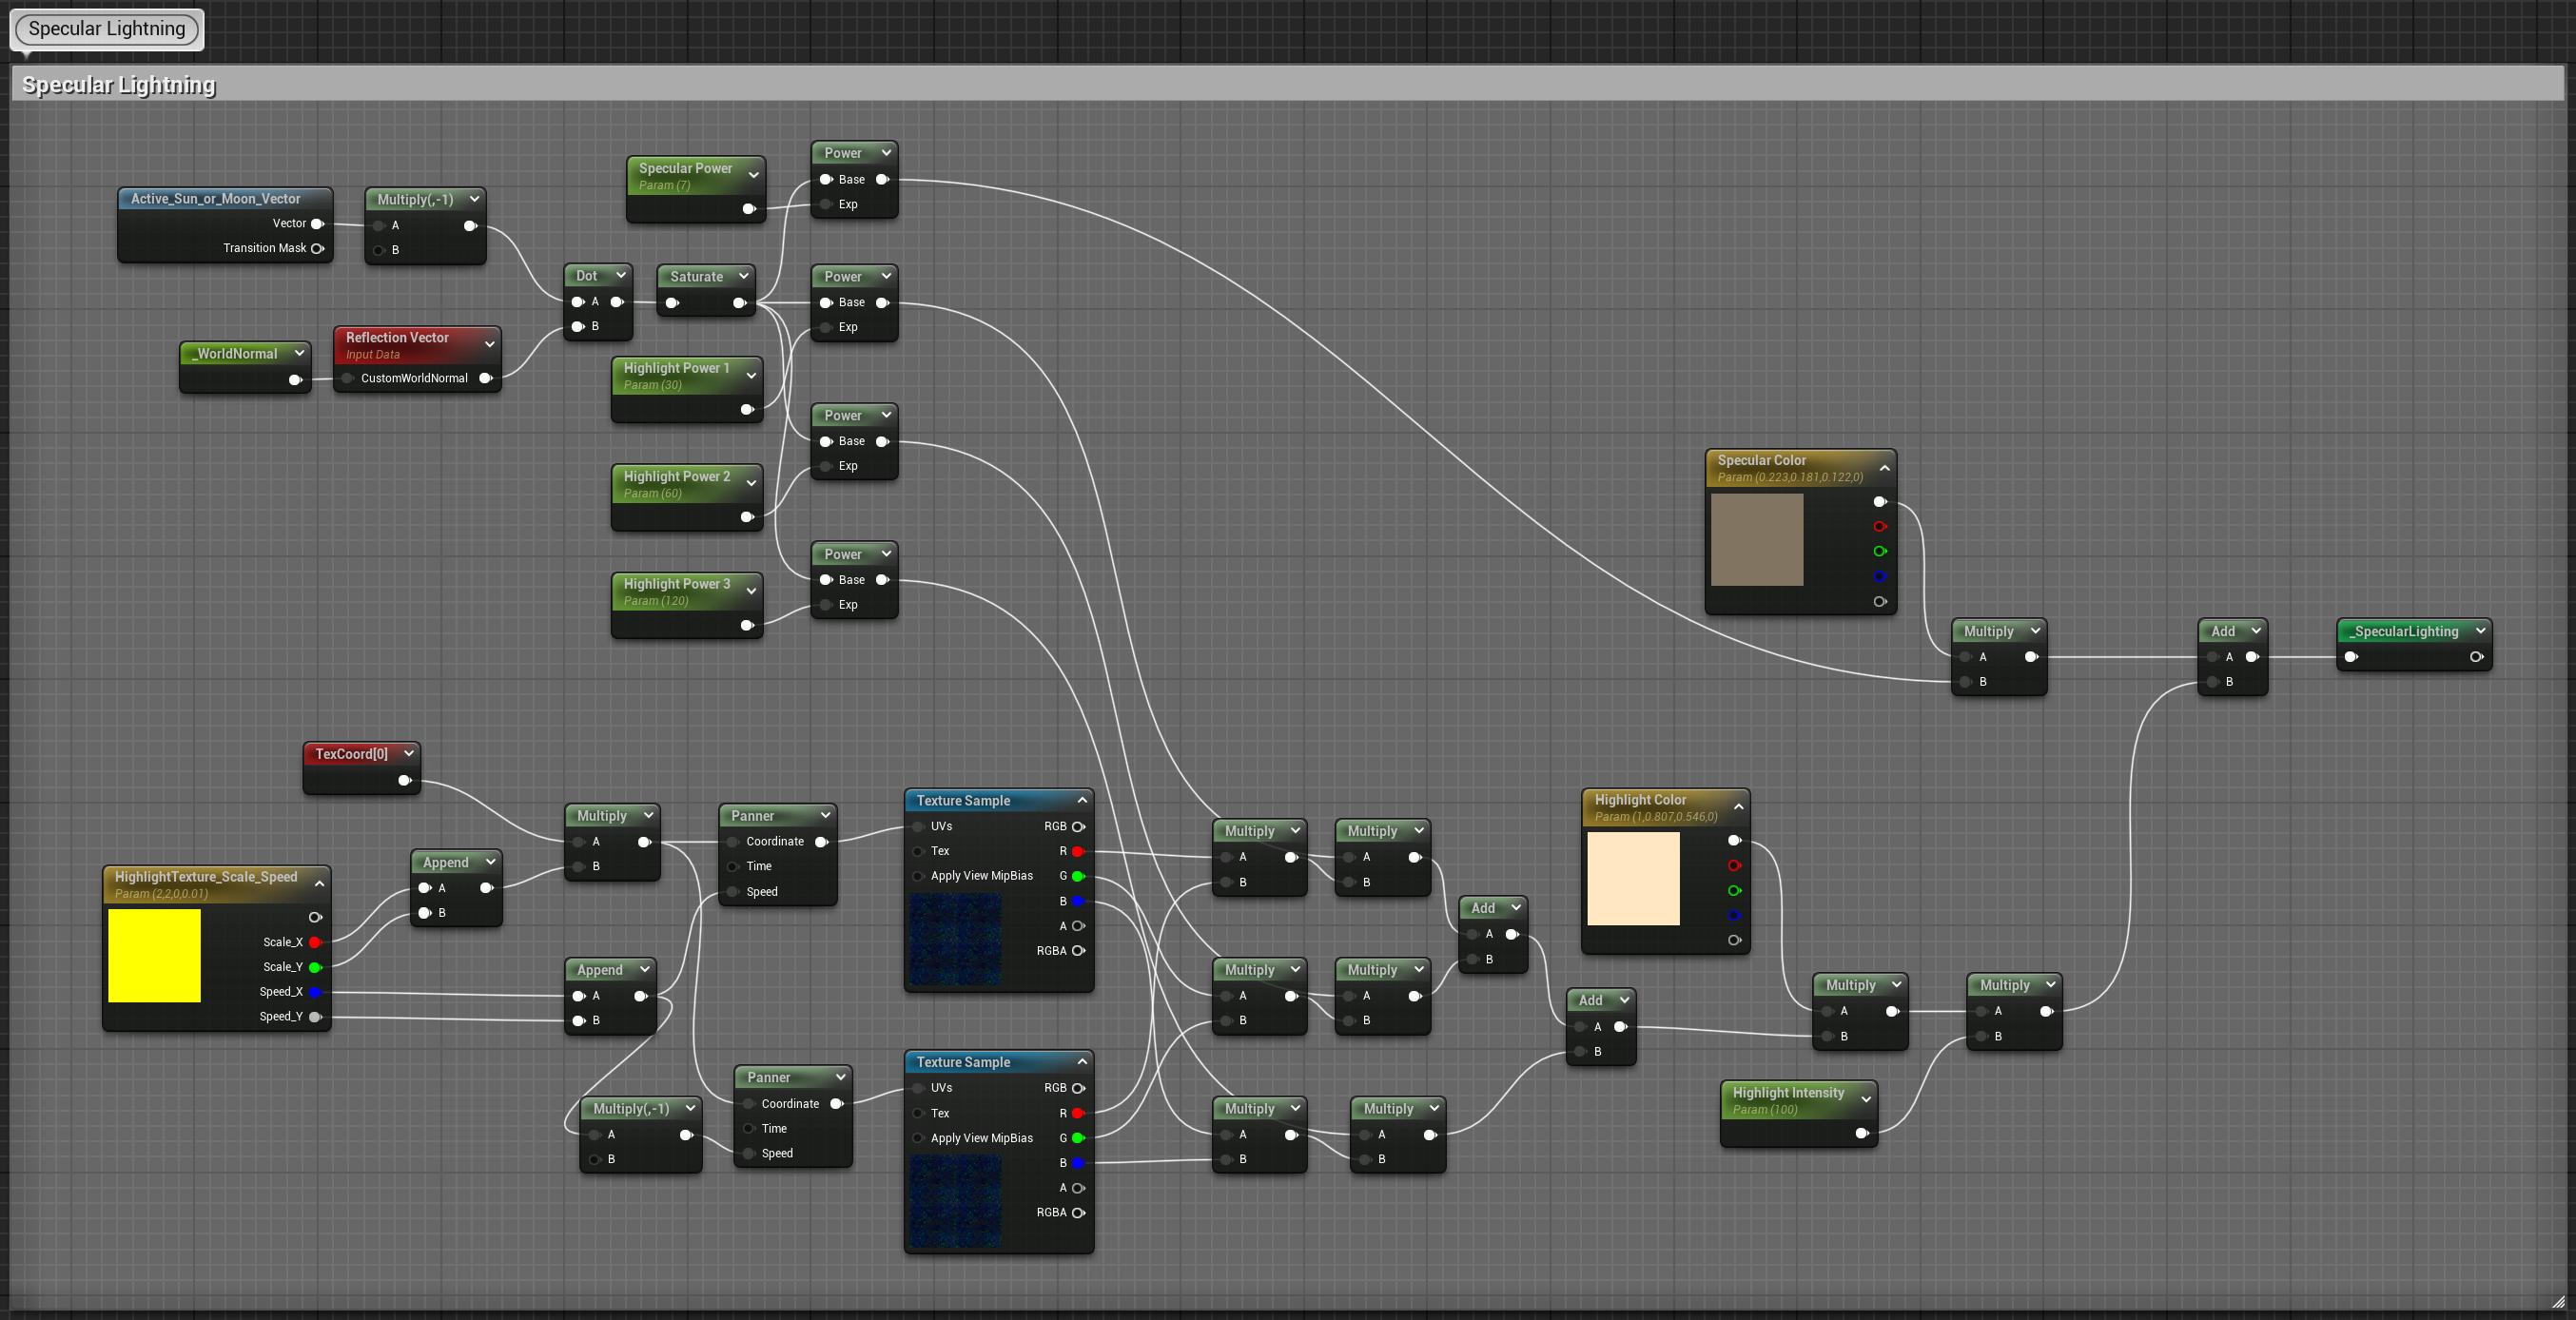 Specular Lightning
Specular Lightning
Active_Sun_or_Moon_Vector
Vector
Transition Mask
Multiply(,-1)
A
B
_WorldNormal
Reflection Vector
Input Data
CustomWorldNormal
Dot
A
B
Saturate
Specular Power
Param (7)
Power
Base
Exp
Power
Base
Exp
Highlight Power 1
Param (30)
Power
Base
Exp
Highlight Power 2
Param (60)
Power
Base
Exp
Highlight Power 3
Param (120)
Specular Color
Param (0.223,0.181,0.122,0)
Multiply
A
B
Add
A
B
_SpecularLighting
TexCoord[0]
HighlightTexture_Scale_Speed
Param (2,2,0,0.01)
Scale_X
Scale_Y
Speed_X
Speed_Y
Append
A
B
Multiply
A
B
Append
A
B
Multiply(,-1)
A
B
Panner
Coordinate
Time
Speed
Panner
Coordinate
Time
Speed
Texture Sample
UVs RGB
Tex R
Apply View MipBias G
B
A
RGBA
Texture Sample
UVs RGB
Tex R
Apply View MipBias G
B
A
RGBA
Multiply
A
B
Multiply
A
B
Multiply
A
B
Multiply
A
B
Multiply
A
B
Multiply
A
B
Add
A
B
Add
A
B
Highlight Color
Param (1,0.807,0.546,0)
Multiply
A
B
Multiply
A
B
Highlight Intensity
Param (100)